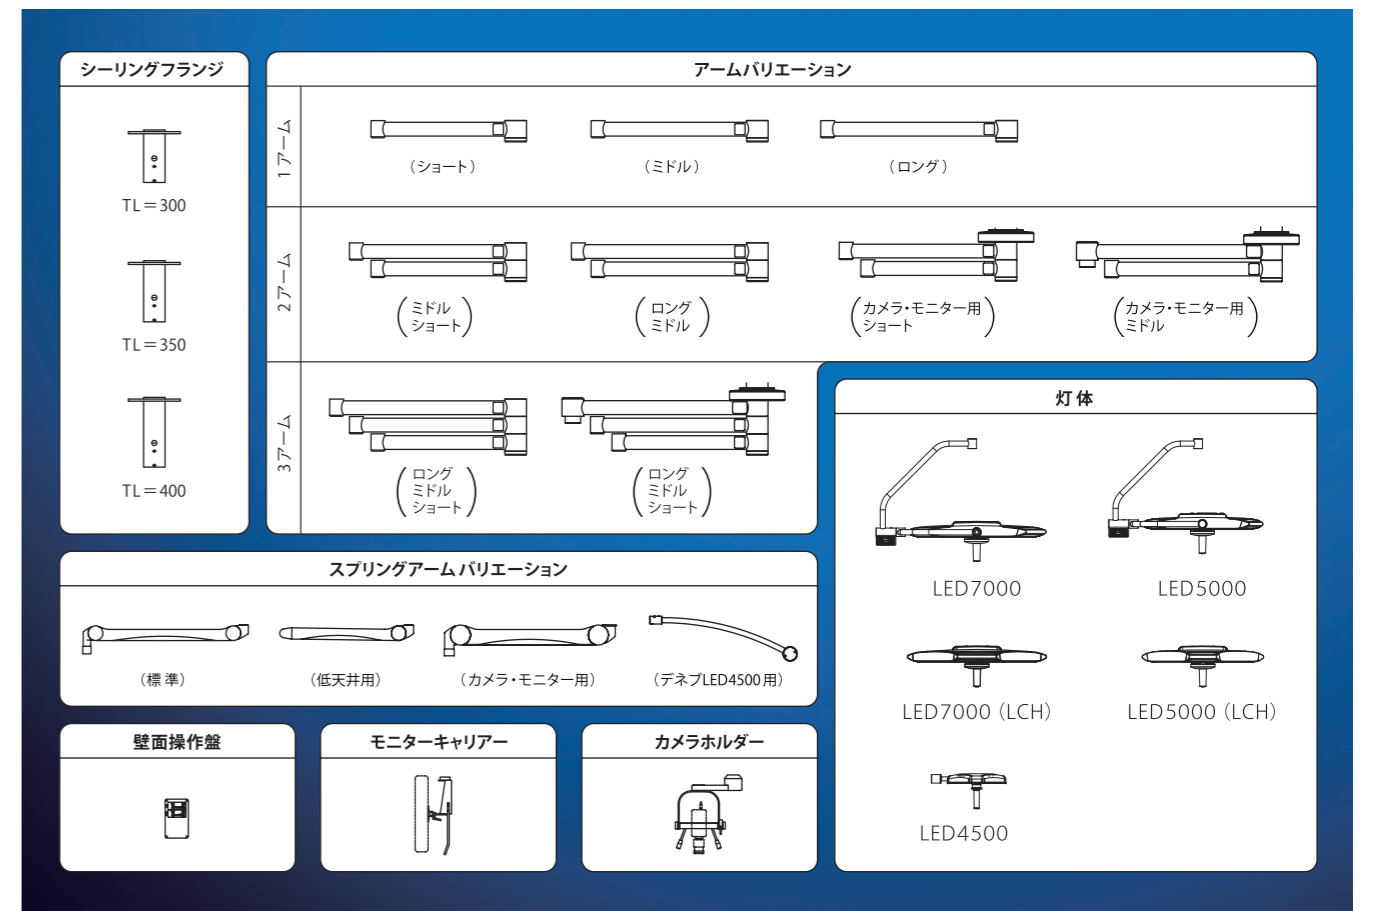 シーリングフランジ
TL＝300
TL＝350
TL＝400
アームバリエーション
1アーム
（ショート）
（ミドル）
（ロング）
2アーム
ミドル
ショート
ロング
ミドル
カメラ・モニター用
ショート
カメラ・モニター用
ミドル
3アーム
ロング
ミドル
ショート
ロング
ミドル
ショート
灯体
LED7000
LED5000
LED7000（LCH）
LED5000（LCH）
LED4500
スプリングアームバリエーション
（標準）
（低天井用）
（カメラ・モニター用）
（デネブLED4500用）
壁面操作盤
モニターキャリアー
カメラホルダー